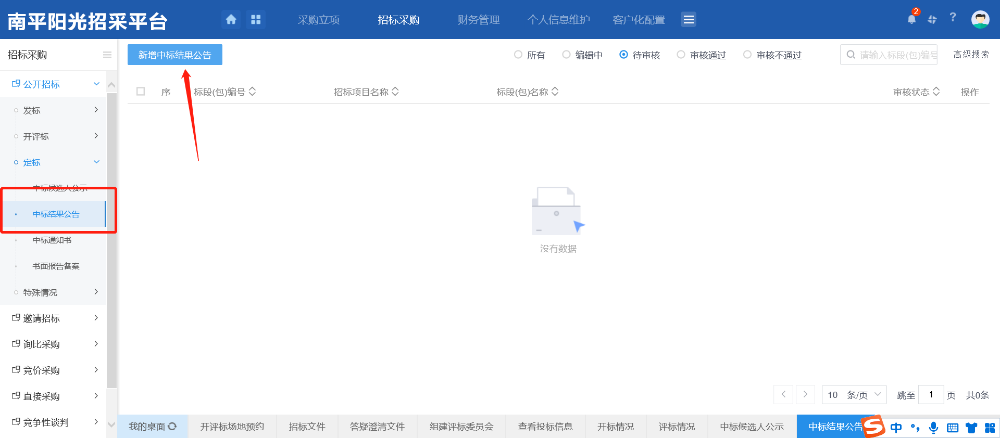 南平阳光招采平台
采购立项
招标采购
财务管理
个人信息维护
客户化配置
2
?
招标采购
新增中标结果公告
所有
编辑中
待审核
审核通过
审核不通过
请输入标段(包)编号
高级搜索
序
标段(包)编号
招标项目名称
标段(包)名称
审核状态
操作
公开招标
发标
开评标
定标
中标候选人公示
中标结果公告
中标通知书
书面报告备案
特殊情况
邀请招标
询比采购
竞价采购
直接采购
竞争性谈判
没有数据
10 条/页
跳至 1 页
共0条
我的桌面
开评标场地预约
招标文件
答疑澄清文件
组建评标委员会
查看投标信息
开标情况
评标情况
中标候选人公示
中标结果公告
S 中